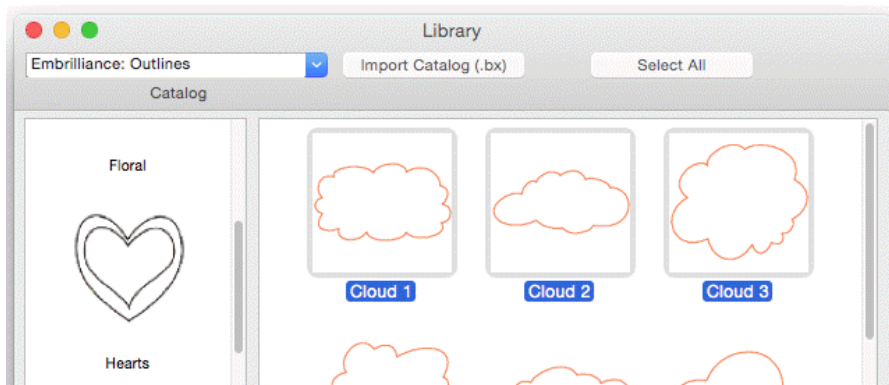 Library
Embrilliance: Outlines
Import Catalog (.bx)
Select All
Catalog
Floral
Hearts
Cloud 1
Cloud 2
Cloud 3